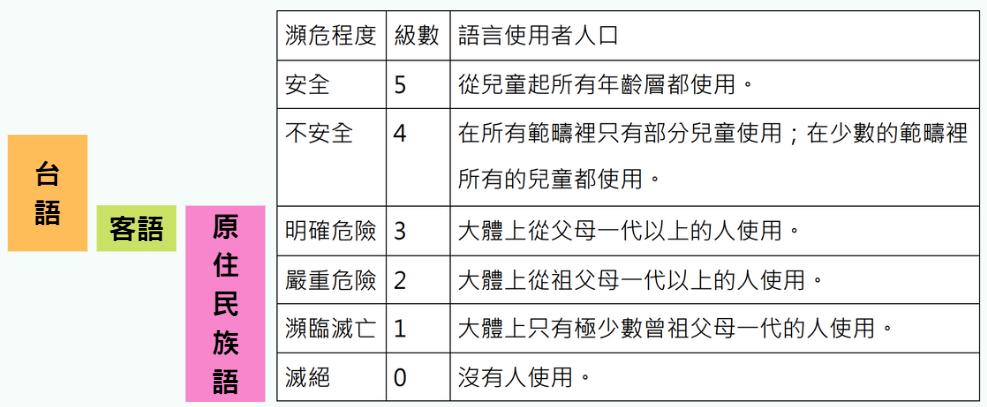 瀕危程度 級數 語言使用者人口
安全 5 從兒童起所有年齡層都使用。
不安全 4 在所有範疇裡只有部分兒童使用；在少數的範疇裡
所有的兒童都使用。
明確危險 3 大體上從父母一代以上的人使用。
嚴重危險 2 大體上從祖父母一代以上的人使用。
瀕臨滅亡 1 大體上只有極少數曾祖父母一代的人使用。
滅絕 0 沒有人使用。
台語
客語
原住民族語